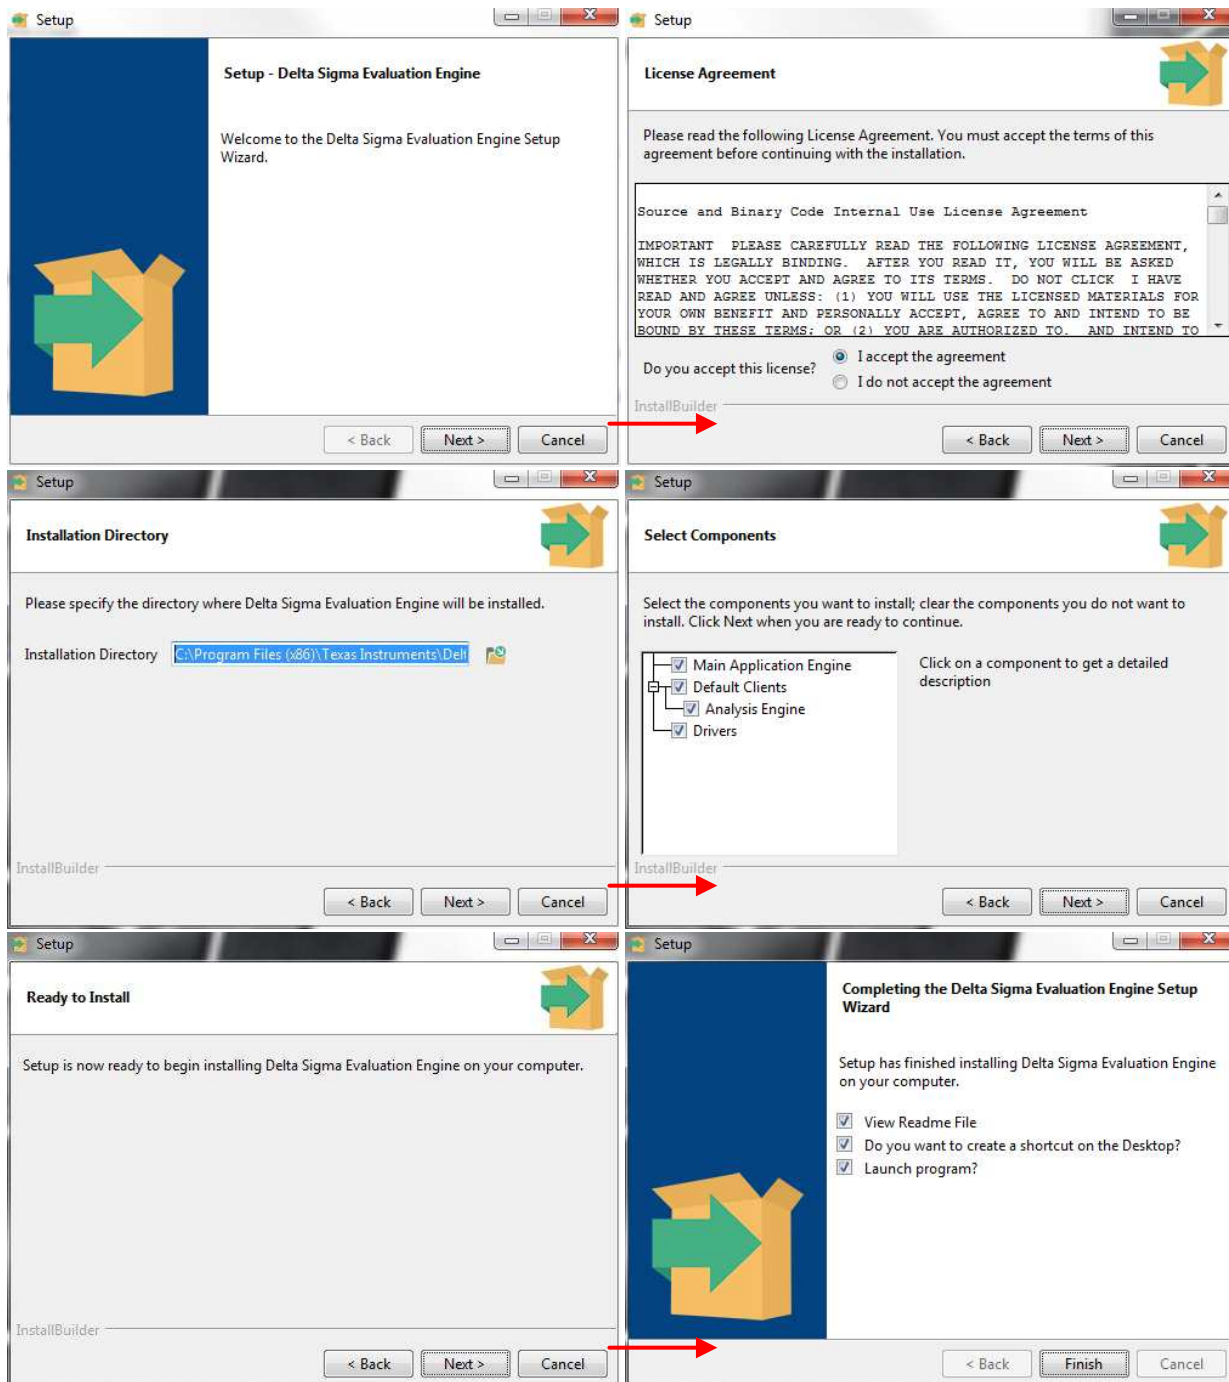 Setup
Setup - Delta Sigma Evaluation Engine
Welcome to the Delta Sigma Evaluation Engine Setup
Wizard.
< Back
Next >
Cancel
Setup
License Agreement
Please read the following License Agreement. You must accept the terms of this
agreement before continuing with the installation.
Source and Binary Code Internal Use License Agreement
IMPORTANT  PLEASE CAREFULLY READ THE FOLLOWING LICENSE AGREEMENT,
WHICH IS LEGALLY BINDING.  AFTER YOU READ IT, YOU WILL BE ASKED
WHETHER YOU ACCEPT AND AGREE TO ITS TERMS.  DO NOT CLICK  I HAVE
READ AND AGREE UNLESS: (1) YOU WILL USE THE LICENSED MATERIALS FOR
YOUR OWN BENEFIT AND PERSONALLY ACCEPT, AGREE TO AND INTEND TO BE
BOUND BY THESE TERMS; OR (2) YOU ARE AUTHORIZED TO.  AND INTEND TO
Do you accept this license?
I accept the agreement
I do not accept the agreement
InstallBuilder
< Back
Next >
Cancel
Setup
Installation Directory
Please specify the directory where Delta Sigma Evaluation Engine will be installed.
Installation Directory
C:\Program Files (x86)\Texas Instruments\Delt
InstallBuilder
< Back
Next >
Cancel
Setup
Select Components
Select the components you want to install; clear the components you do not want to
install. Click Next when you are ready to continue.
Main Application Engine
Default Clients
Analysis Engine
Drivers
Click on a component to get a detailed
description
InstallBuilder
< Back
Next >
Cancel
Setup
Ready to Install
Setup is now ready to begin installing Delta Sigma Evaluation Engine on your computer.
InstallBuilder
< Back
Next >
Cancel
Setup
Completing the Delta Sigma Evaluation Engine Setup
Wizard
Setup has finished installing Delta Sigma Evaluation Engine
on your computer.
View Readme File
Do you want to create a shortcut on the Desktop?
Launch program?
< Back
Finish
Cancel